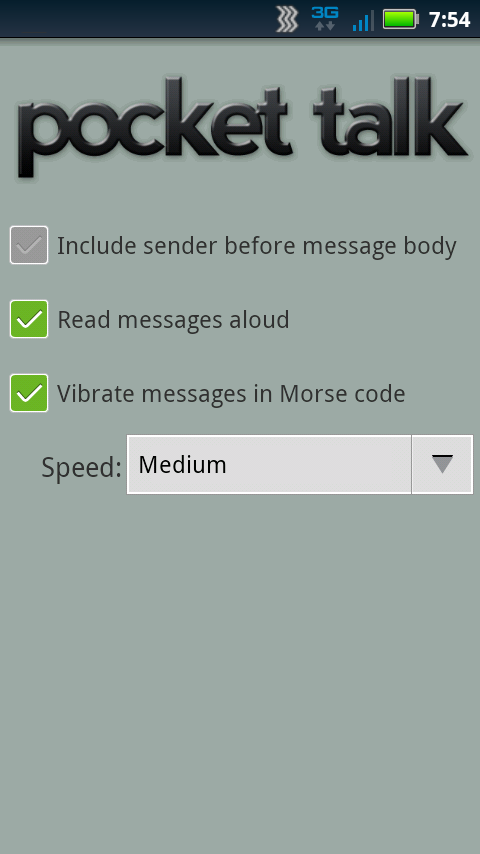 3G 7:54
pocket talk
Include sender before message body
Read messages aloud
Vibrate messages in Morse code
Speed: Medium